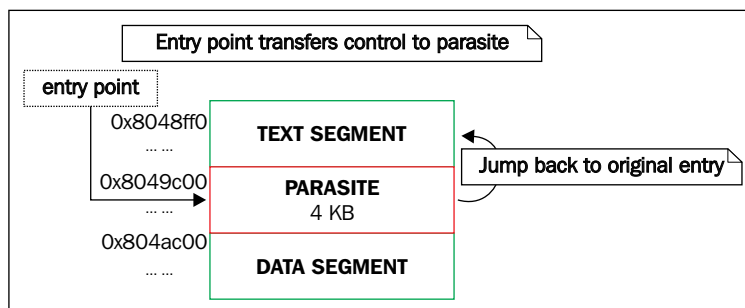 Entry point transfers control to parasite
entry point
0x8048ff0
... ...
TEXT SEGMENT
Jump back to original entry
0x8049c00
... ...
PARASITE
4 KB
0x804ac00
... ...
DATA SEGMENT